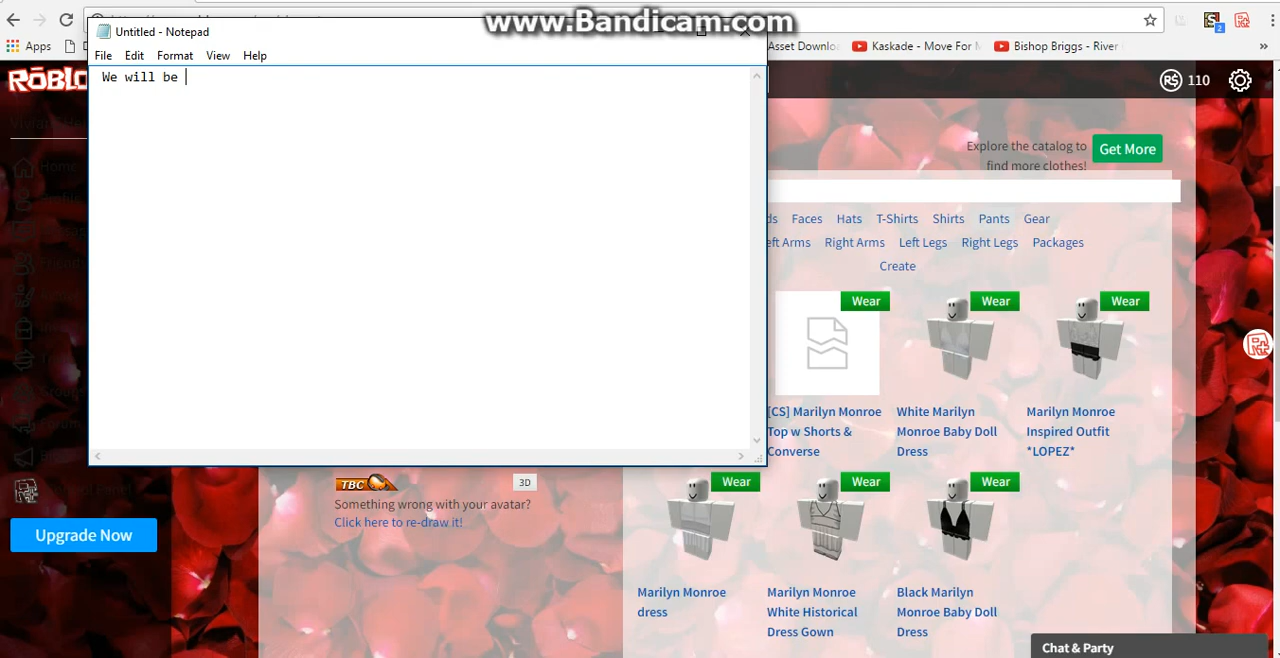 www.Bandicam.com
Apps
Asset Downlo
Kaskade - Move For M
Bishop Briggs - River
»
Untitled - Notepad
File Edit Format View Help
We will be
ROBLO
R$ 110
Explore the catalog to
find more clothes!
Get More
ds Faces Hats T-Shirts Shirts Pants Gear
eft Arms Right Arms Left Legs Right Legs Packages
Create
Wear
Wear
Wear
[CS] Marilyn Monroe
Top w Shorts &
Converse
White Marilyn
Monroe Baby Doll
Dress
Marilyn Monroe
Inspired Outfit
*LOPEZ*
TBC
3D
Something wrong with your avatar?
Click here to re-draw it!
Wear
Wear
Wear
Marilyn Monroe
dress
Marilyn Monroe
White Historical
Dress Gown
Black Marilyn
Monroe Baby Doll
Dress
Home
Upgrade Now
Chat & Party